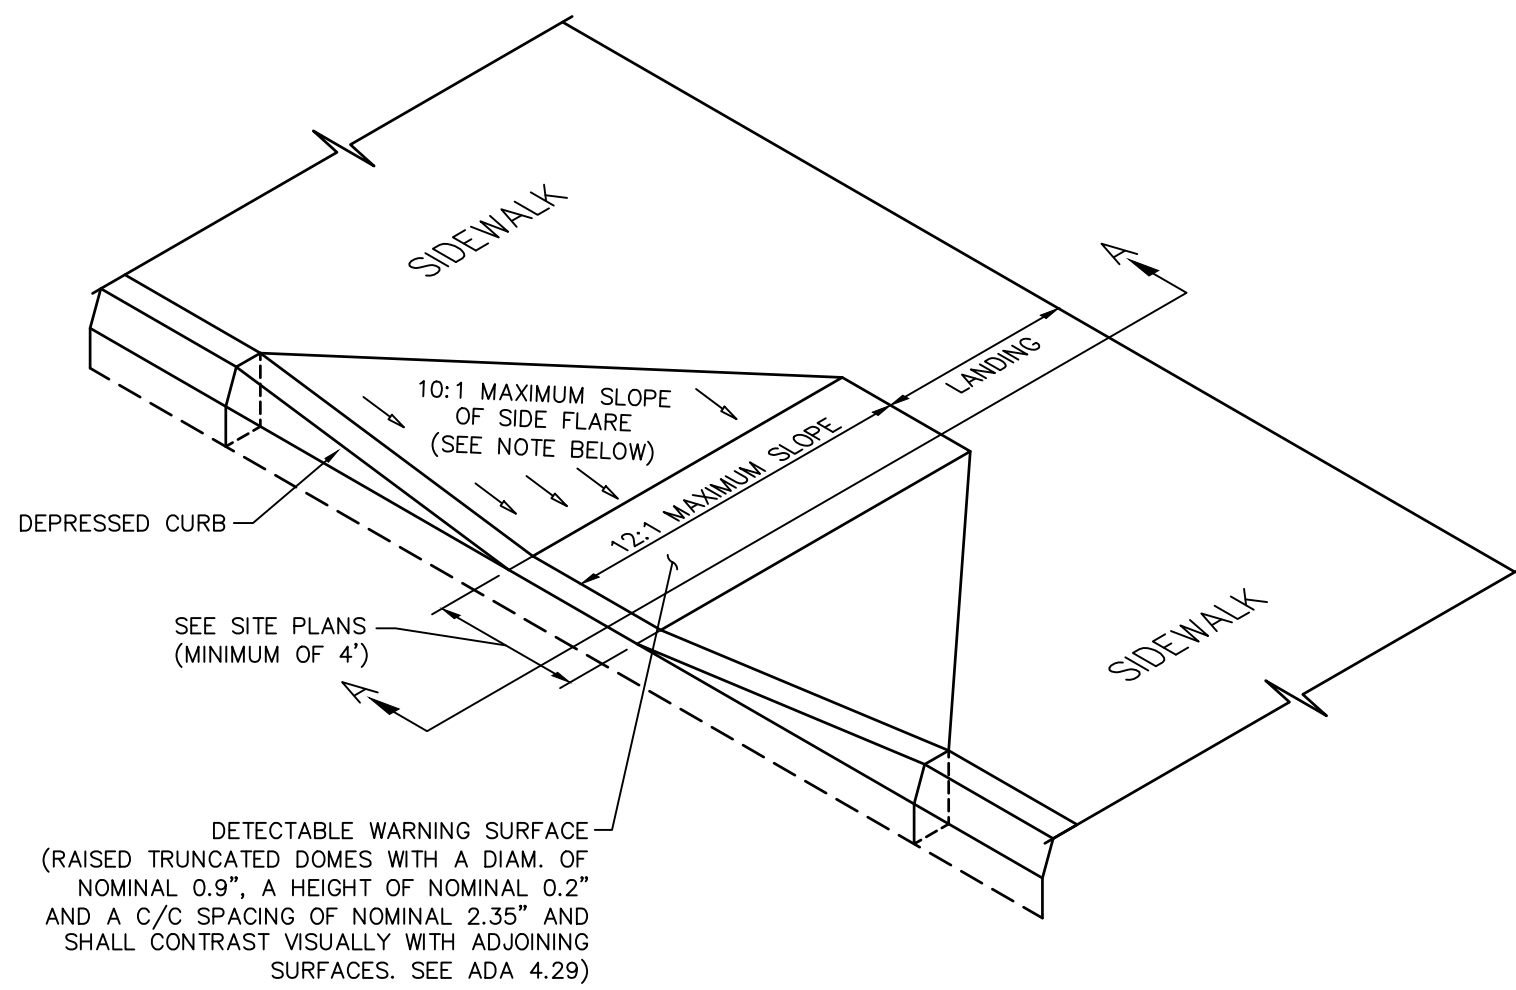 SIDEWALK
A
LANDING
10:1 MAXIMUM SLOPE
OF SIDE FLARE
(SEE NOTE BELOW)
12:1 MAXIMUM SLOPE
DEPRESSED CURB
SEE SITE PLANS
(MINIMUM OF 4')
SIDEWALK
A
DETECTABLE WARNING SURFACE
(RAISED TRUNCATED DOMES WITH A DIAM. OF
NOMINAL 0.9", A HEIGHT OF NOMINAL 0.2"
AND A C/C SPACING OF NOMINAL 2.35" AND
SHALL CONTRAST VISUALLY WITH ADJOINING
SURFACES. SEE ADA 4.29)